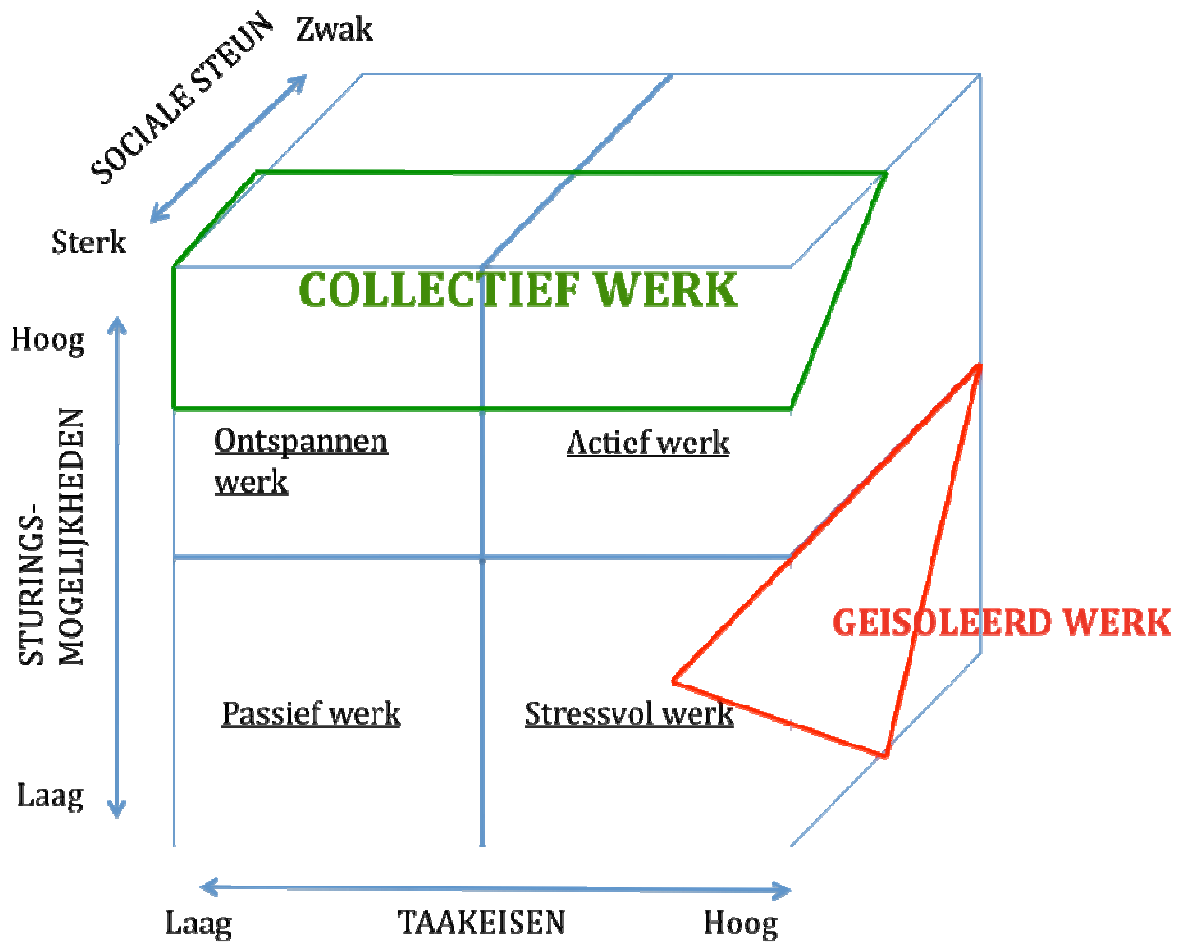 Zwak
SOCIALE STEUN
Sterk
COLLECTIEF WERK
Hoog
STURINGS-
MOGELIJKHEDEN
Ontspannen
werk
Actief werk
GEISOLEERD WERK
Passief werk
Stressvol werk
Laag
Laag
TAAKEISEN
Hoog